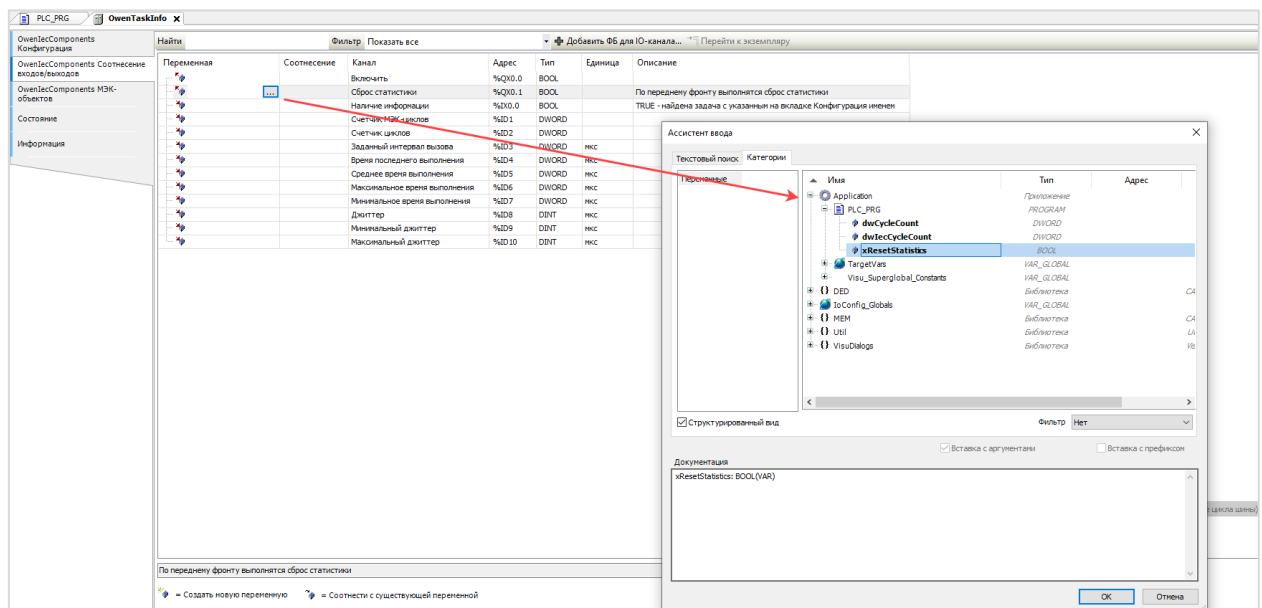 PLC_PRG OwenTaskInfo x
OwenIecComponents Конфигурация
OwenIecComponents Соотнесение входов/выходов
OwenIecComponents МЭК-объектов
Состояние
Информация
Найти Фильтр Показать все Добавить ФБ для IO-канала... Перейти к экземпляру
Переменная Соотнесение Канал Адрес Тип Единица Описание
Включить %QX0.0 BOOL
... Сброс статистики %QX0.1 BOOL По переднему фронту выполнятся сброс статистики
Наличие информации %IX0.0 BOOL TRUE - найдена задача с указанным на вкладке Конфигурация именем
Счетчик МЭК-циклов %ID1 DWORD
Счетчик циклов %ID2 DWORD
Заданный интервал вызова %ID3 DWORD мкс
Время последнего выполнения %ID4 DWORD мкс
Среднее время выполнения %ID5 DWORD мкс
Максимальное время выполнения %ID6 DWORD мкс
Минимальное время выполнения %ID7 DWORD мкс
Джиттер %ID8 DINT мкс
Минимальный джиттер %ID9 DINT мкс
Максимальный джиттер %ID10 DINT мкс
Ассистент ввода
Текстовый поиск Категории
Переменные
Имя Тип Адрес
Application Приложение
PLC_PRG PROGRAM
dwCycleCount DWORD
dwIecCycleCount DWORD
xResetStatistics BOOL
TargetVars VAR_GLOBAL
Visu_Superglobal_Constants VAR_GLOBAL
DED Библиотека CA
IoConfig_Globals VAR_GLOBAL
MEM Библиотека CA
Util Библиотека
VisuDialogs Библиотека
Структурированный вид Фильтр Нет
Вставка с аргументами Вставка с префиксом
Документация
xResetStatistics: BOOL(VAR)
цикла шины)
По переднему фронту выполнятся сброс статистики
= Создать новую переменную = Соотнести с существующей переменной
OK Отмена